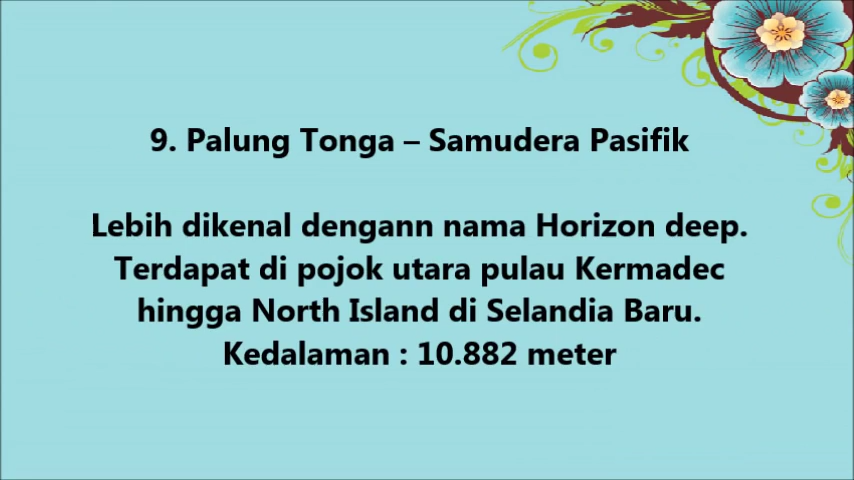 9. Palung Tonga – Samudera Pasifik
Lebih dikenal dengann nama Horizon deep.
Terdapat di pojok utara pulau Kermadec
hingga North Island di Selandia Baru.
Kedalaman : 10.882 meter